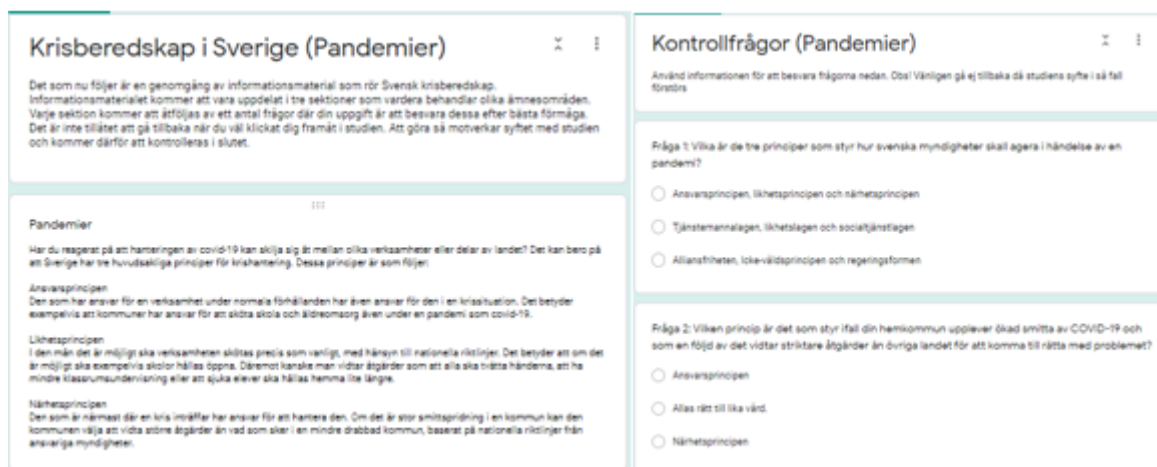 Krisberedskap i Sverige (Pandemier)
Det som nu följer är en genomgång av informationsmaterial som rör Svensk krisberedskap.
Informationsmaterialet kommer att vara uppdelat i tre sektioner som vardera behandlar olika ämnesområden.
Varje sektion kommer att åtföljas av ett antal frågor där din uppgift är att besvara dessa efter bästa förmåga.
Det är inte tillåtet att gå tillbaka när du väl klickat dig framåt i studien. Att göra så motverkar syftet med studien
och kommer därför att kontrolleras i slutet.
Pandemier
Har du reagerat på att hanteringen av covid-19 kan skilja sig åt mellan olika verksamheter eller delar av landet? Det kan bero på
att Sverige har tre huvudsakliga principer för krishantering. Dessa principer är som följer:
Ansvarsprincipen
Den som har ansvar för en verksamhet under normala förhållanden har även ansvar för den i en krissituation. Det betyder
exempelvis att kommuner har ansvar för att sköta skola och äldreomsorg även under en pandemi som covid-19.
Likhetsprincipen
I den mån det är möjligt ska verksamheten skötas precis som vanligt, med hänsyn till nationella riktlinjer. Det betyder att om det
är möjligt ska exempelvis skolor hållas öppna. Däremot kanske man vidtar åtgärder som att alla ska tvätta händerna, att ha
mindre klassrumsundervisning eller att sjuka elever ska hållas hemma lite längre.
Närhetsprincipen
Den som är närmast där en kris inträffar har ansvar för att hantera den. Om det är stor smittspridning i en kommun kan den
kommunen välja att vidta större åtgärder än vad som sker i en mindre drabbad kommun, baserat på nationella riktlinjer från
ansvariga myndigheter.
Kontrollfrågor (Pandemier)
Använd informationen för att besvara frågorna nedan. Obs! Vänligen gå ej tillbaka då studiens syfte i så fall
förstörs
Fråga 1: Vilka är de tre principer som styr hur svenska myndigheter skall agera i händelse av en
pandemi?
Ansvarsprincipen, likhetsprincipen och närhetsprincipen
Tjänstemannalagen, likhetslagen och socialtjänstlagen
Alliansfriheten, Icke-våldsprincipen och regeringsformen
Fråga 2: Vilken princip är det som styr ifall din hemkommun upplever ökad smitta av COVID-19 och
som en följd av det vidtar striktare åtgärder än övriga landet för att komma till rätta med problemet?
Ansvarsprincipen
Allas rätt till lika vård.
Närhetsprincipen